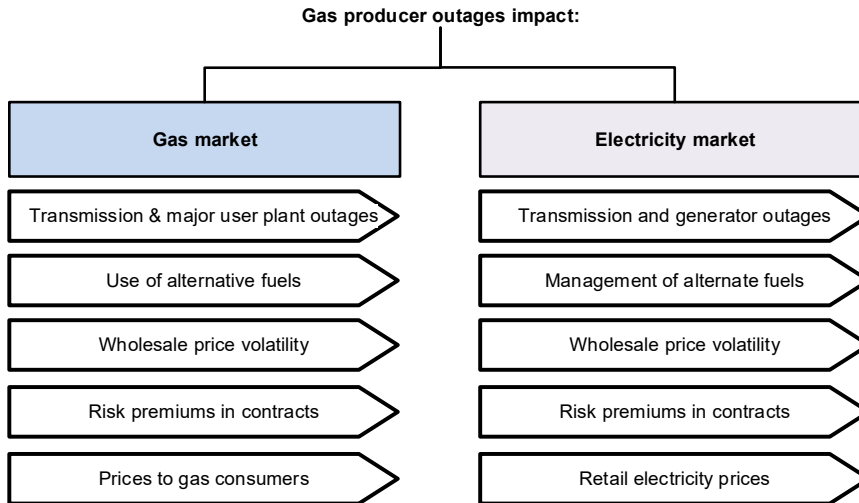 Gas producer outages impact:
Gas market
Transmission & major user plant outages
Use of alternative fuels
Wholesale price volatility
Risk premiums in contracts
Prices to gas consumers
Electricity market
Transmission and generator outages
Management of alternate fuels
Wholesale price volatility
Risk premiums in contracts
Retail electricity prices